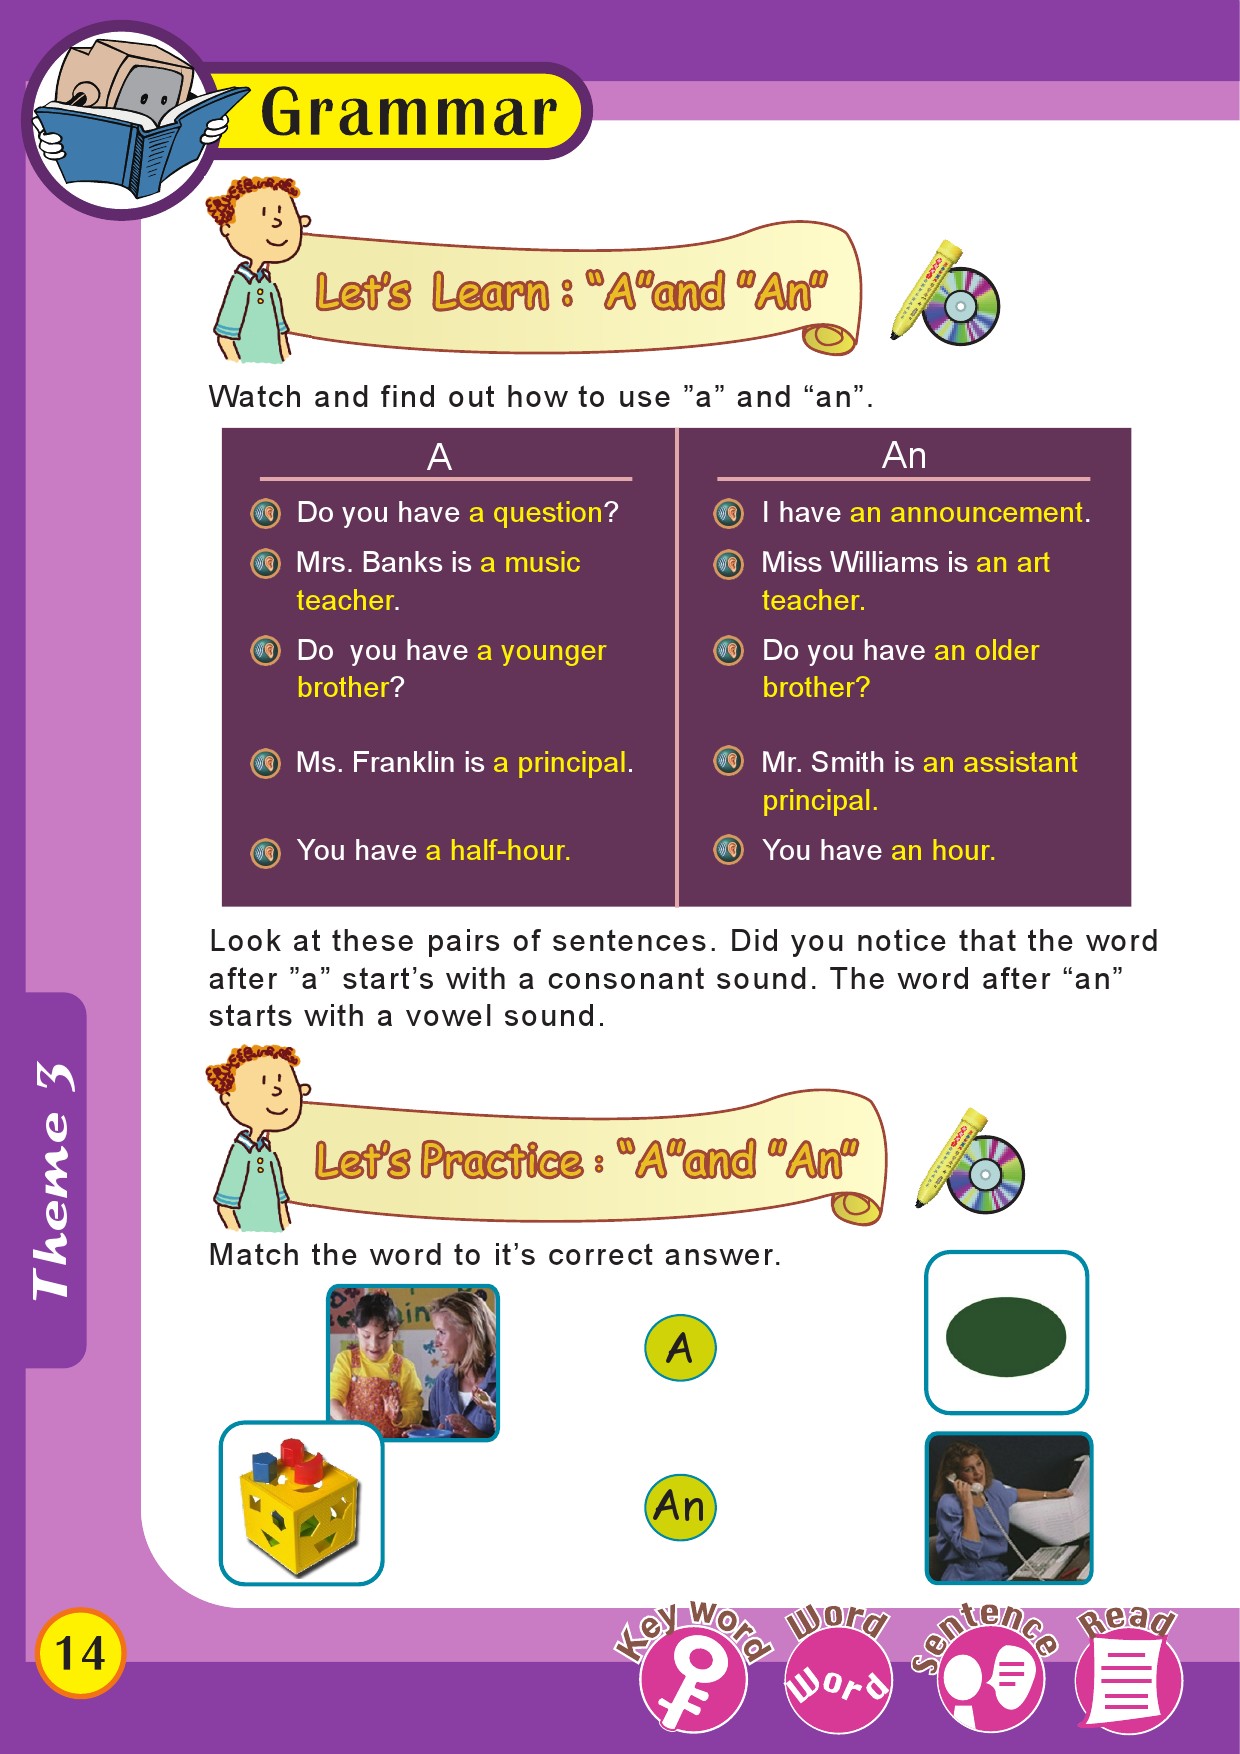 Grammar
Let's Learn : “A”and ”An”
Watch and find out how to use ”a” and “an”.
A
Do you have a question?
Mrs. Banks is a music
teacher.
Do you have a younger
brother?
Ms. Franklin is a principal.
You have a half-hour.
An
I have an announcement.
Miss Williams is an art
teacher.
Do you have an older
brother?
Mr. Smith is an assistant
principal.
You have an hour.
Look at these pairs of sentences. Did you notice that the word
after ”a” start’s with a consonant sound. The word after “an”
starts with a vowel sound.
Theme 3
Let's Practice : “A”and ”An”
Match the word to it’s correct answer.
A
An
14
Key Word
Word
Word
Sentence
Read